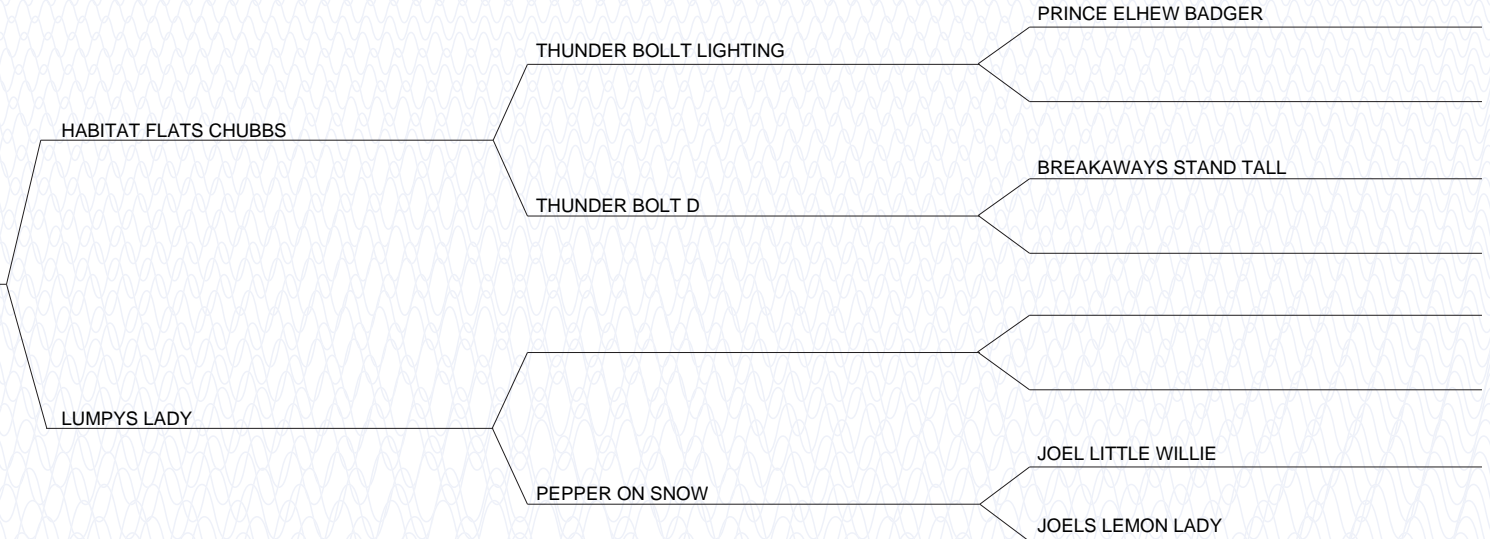 PRINCE ELHEW BADGER
THUNDER BOLLT LIGHTING
HABITAT FLATS CHUBBS
BREAKAWAYS STAND TALL
THUNDER BOLT D
LUMPYS LADY
JOEL LITTLE WILLIE
PEPPER ON SNOW
JOELS LEMON LADY